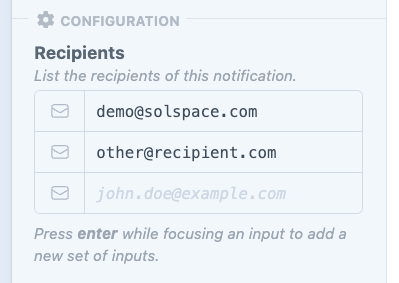 CONFIGURATION
Recipients
List the recipients of this notification.
demo@solspace.com
other@recipient.com
john.doe@example.com
Press enter while focusing an input to add a
new set of inputs.